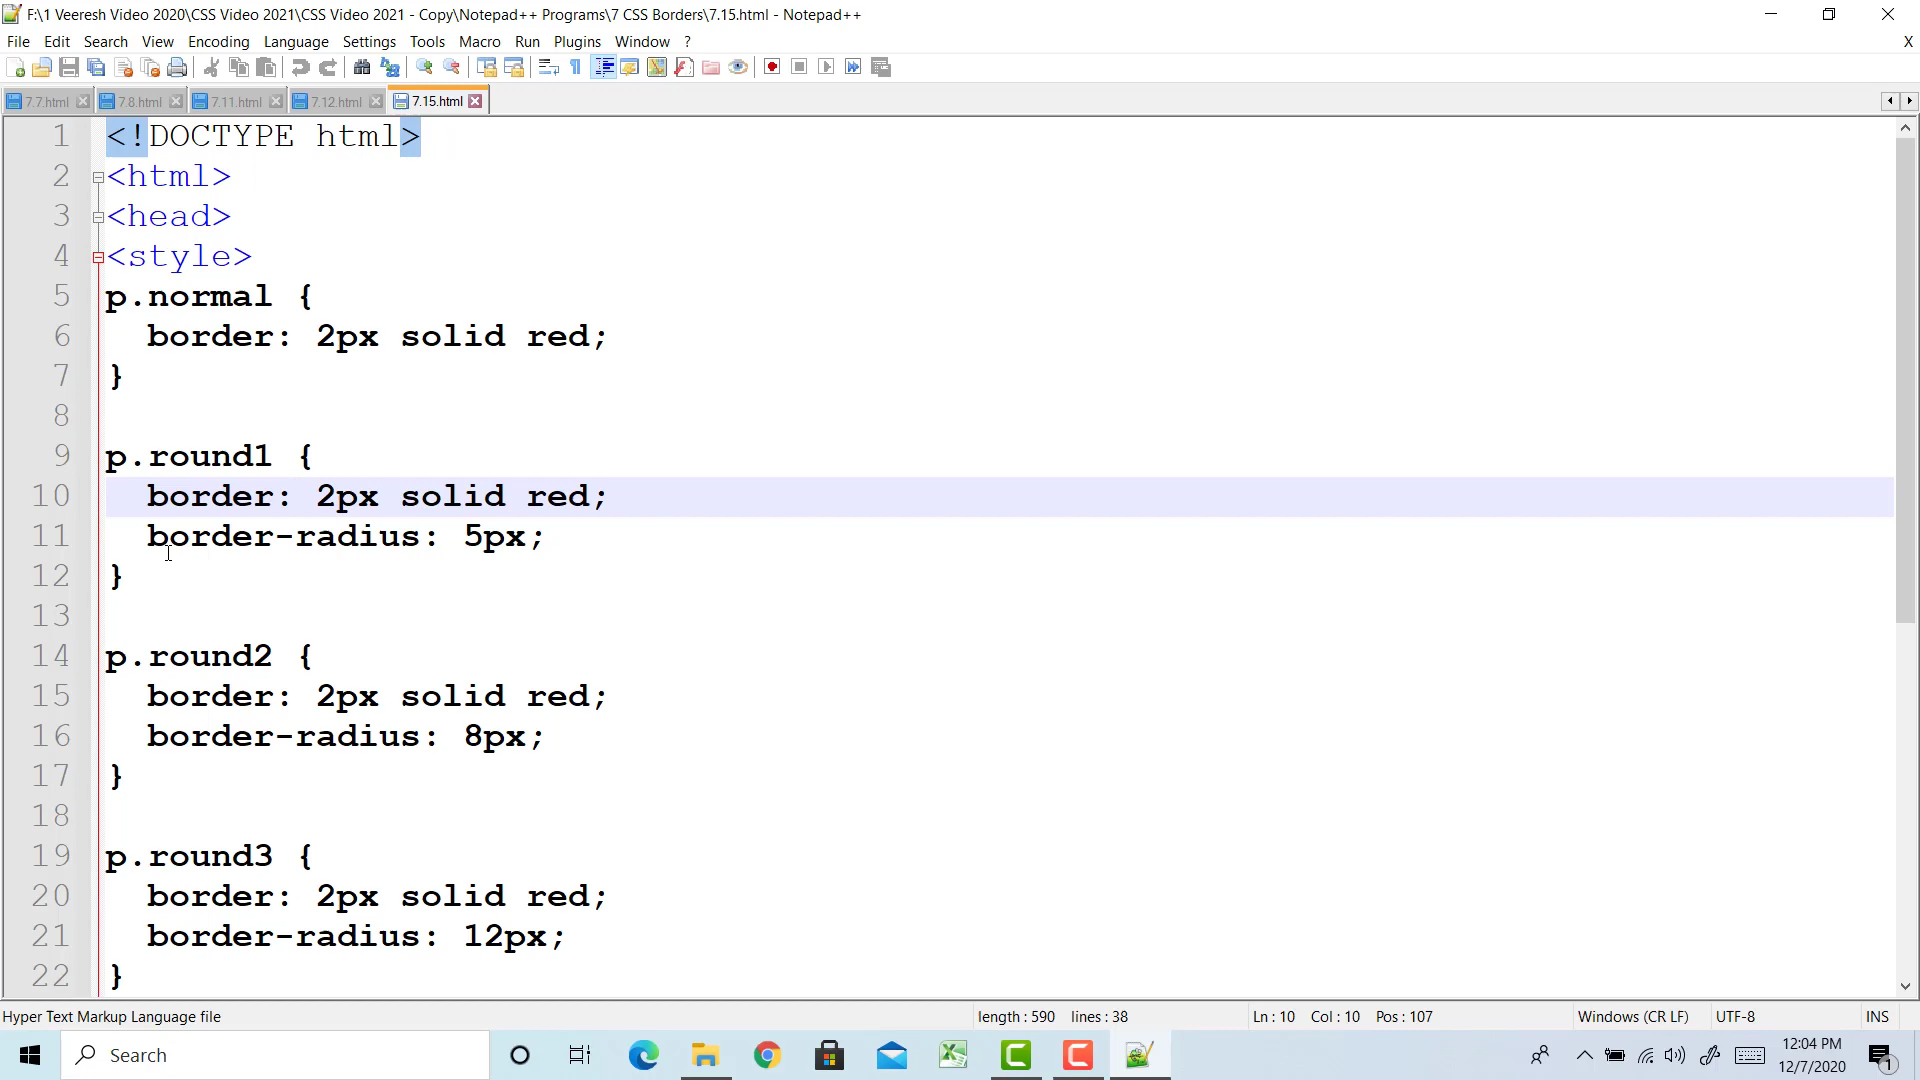 F:\1 Veeresh Video 2020\CSS Video 2021\CSS Video 2021 - Copy\Notepad++ Programs\7 CSS Borders\7.15.html - Notepad++
File Edit Search View Encoding Language Settings Tools Macro Run Plugins Window ? X
7.7.html 7.8.html 7.11.html 7.12.html 7.15.html
1 <!DOCTYPE html>
2 <html>
3 <head>
4 <style>
5 p.normal {
6 border: 2px solid red;
7 }
8
9 p.round1 {
10 border: 2px solid red;
11 border-radius: 5px;
12 }
13
14 p.round2 {
15 border: 2px solid red;
16 border-radius: 8px;
17 }
18
19 p.round3 {
20 border: 2px solid red;
21 border-radius: 12px;
22 }
Hyper Text Markup Language file length : 590 lines : 38 Ln : 10 Col : 10 Pos : 107 Windows (CR LF) UTF-8 INS
Search
12:04 PM
12/7/2020
1